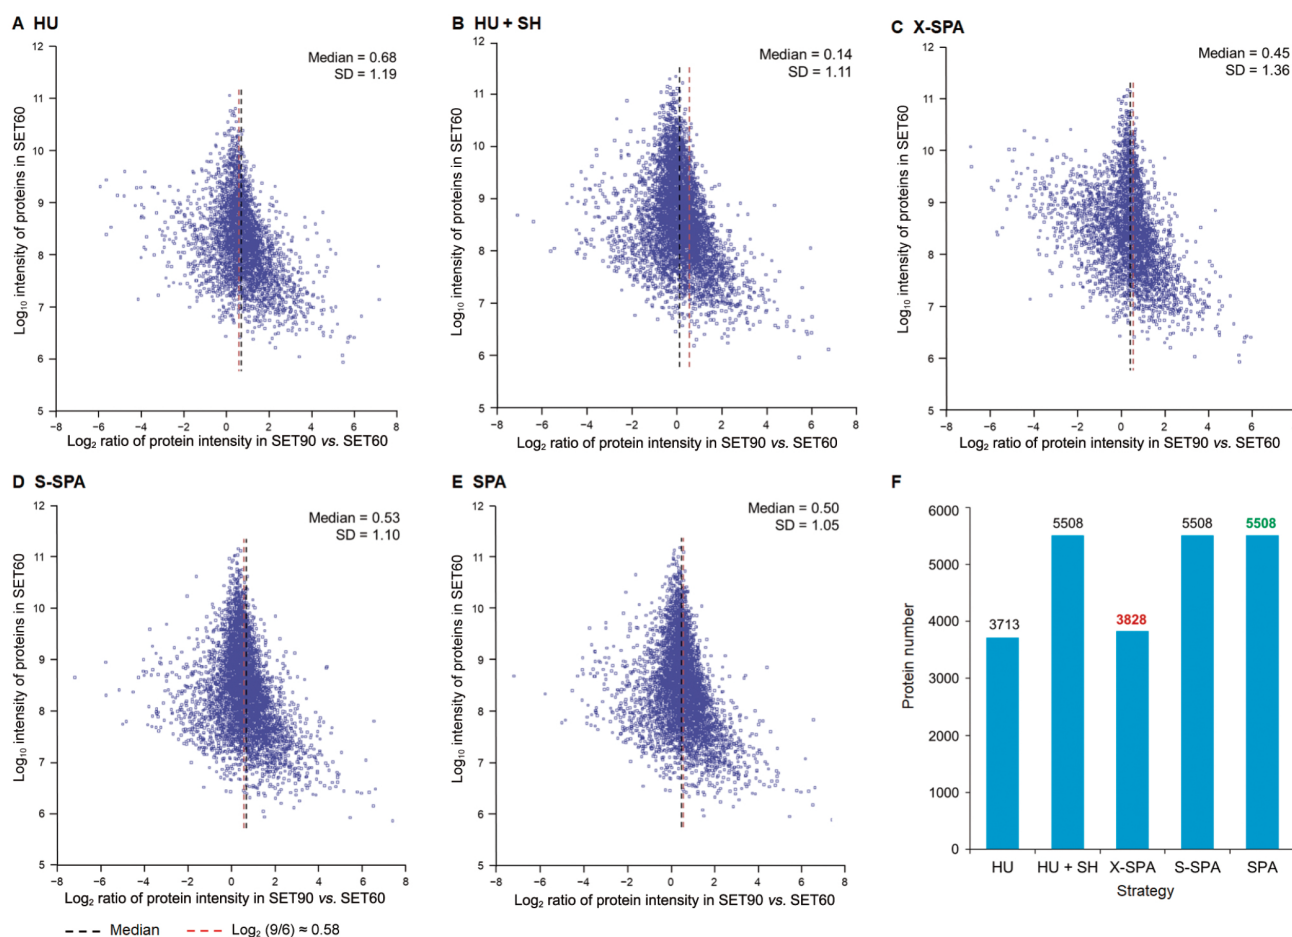 A HU
Median = 0.68
SD = 1.19
12
11
10
9
8
7
6
5
Log₁₀ intensity of proteins in SET60
−8 −6 −4 −2 0 2 4 6 8
Log₂ ratio of protein intensity in SET90 vs. SET60
B HU + SH
Median = 0.14
SD = 1.11
12
11
10
9
8
7
6
5
Log₁₀ intensity of proteins in SET60
−8 −6 −4 −2 0 2 4 6 8
Log₂ ratio of protein intensity in SET90 vs. SET60
C X-SPA
Median = 0.45
SD = 1.36
12
11
10
9
8
7
6
5
Log₁₀ intensity of proteins in SET60
−8 −6 −4 −2 0 2 4 6 8
Log₂ ratio of protein intensity in SET90 vs. SET60
D S-SPA
Median = 0.53
SD = 1.10
12
11
10
9
8
7
6
5
Log₁₀ intensity of proteins in SET60
−8 −6 −4 −2 0 2 4 6 8
Log₂ ratio of protein intensity in SET90 vs. SET60
E SPA
Median = 0.50
SD = 1.05
12
11
10
9
8
7
6
5
Log₁₀ intensity of proteins in SET60
−8 −6 −4 −2 0 2 4 6 8
Log₂ ratio of protein intensity in SET90 vs. SET60
F
6000
5000
4000
3000
2000
1000
0
Protein number
3713
5508
3828
5508
5508
HU HU + SH X-SPA S-SPA SPA
Strategy
Median
Log₂ (9/6) ≈ 0.58